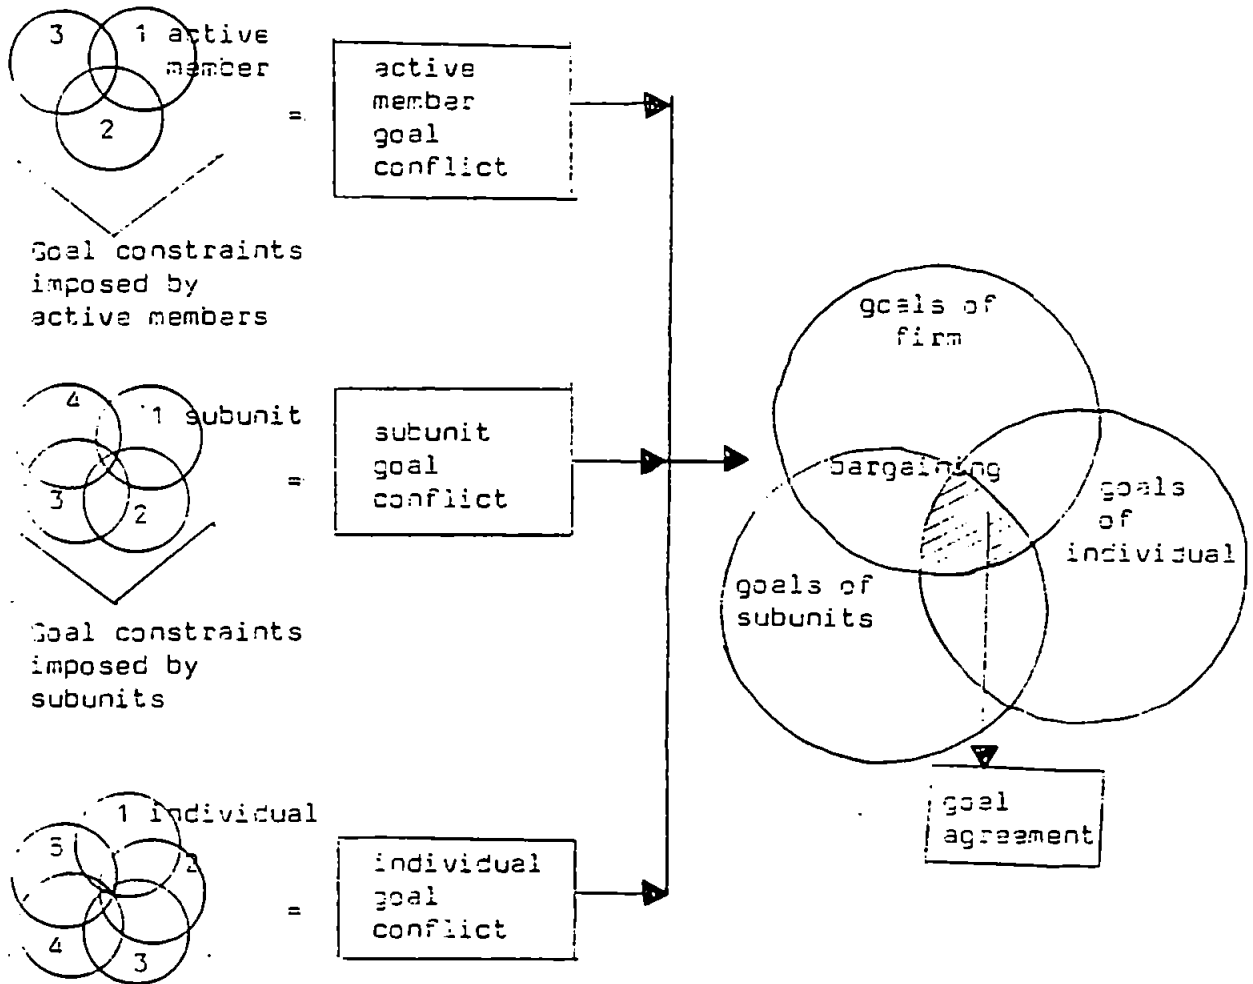 3
1 active
member
2
=
active
member
goal
conflict
Goal constraints
imposed by
active members
4
1 subunit
3
2
=
subunit
goal
conflict
Goal constraints
imposed by
subunits
1 individual
5
2
4
3
=
individual
goal
conflict
goals of
firm
bargaining
goals
of
individual
goals of
subunits
goal
agreement